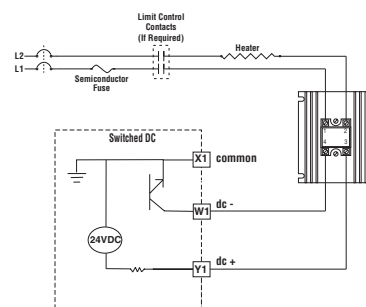 Limit Control
Contacts
(If Required)
L2
Heater
L1
Semiconductor
Fuse
1 2
4 3
Switched DC
X1 common
dc -
W1
24VDC
dc +
Y1